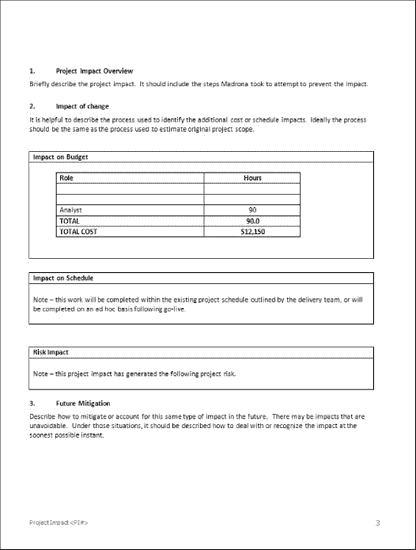 1. Project Impact Overview
Briefly describe the project impact. It should include the steps Madrona took to attempt to prevent the impact.
2. Impact of change
It is helpful to describe the process used to identify the additional cost or schedule impacts. Ideally the process
should be the same as the process used to estimate original project scope.
Impact on Budget
Role Hours
Analyst 90
TOTAL 90.0
TOTAL COST $12,150
Impact on Schedule
Note – this work will be completed within the existing project schedule outlined by the delivery team, or will
be completed on an ad hoc basis following go-live.
Risk Impact
Note – this project impact has generated the following project risk.
3. Future Mitigation
Describe how to mitigate or account for this same type of impact in the future. There may be impacts that are
unavoidable. Under those situations, it should be described how to deal with or recognize the impact at the
soonest possible instant.
Project Impact <PI#> 3